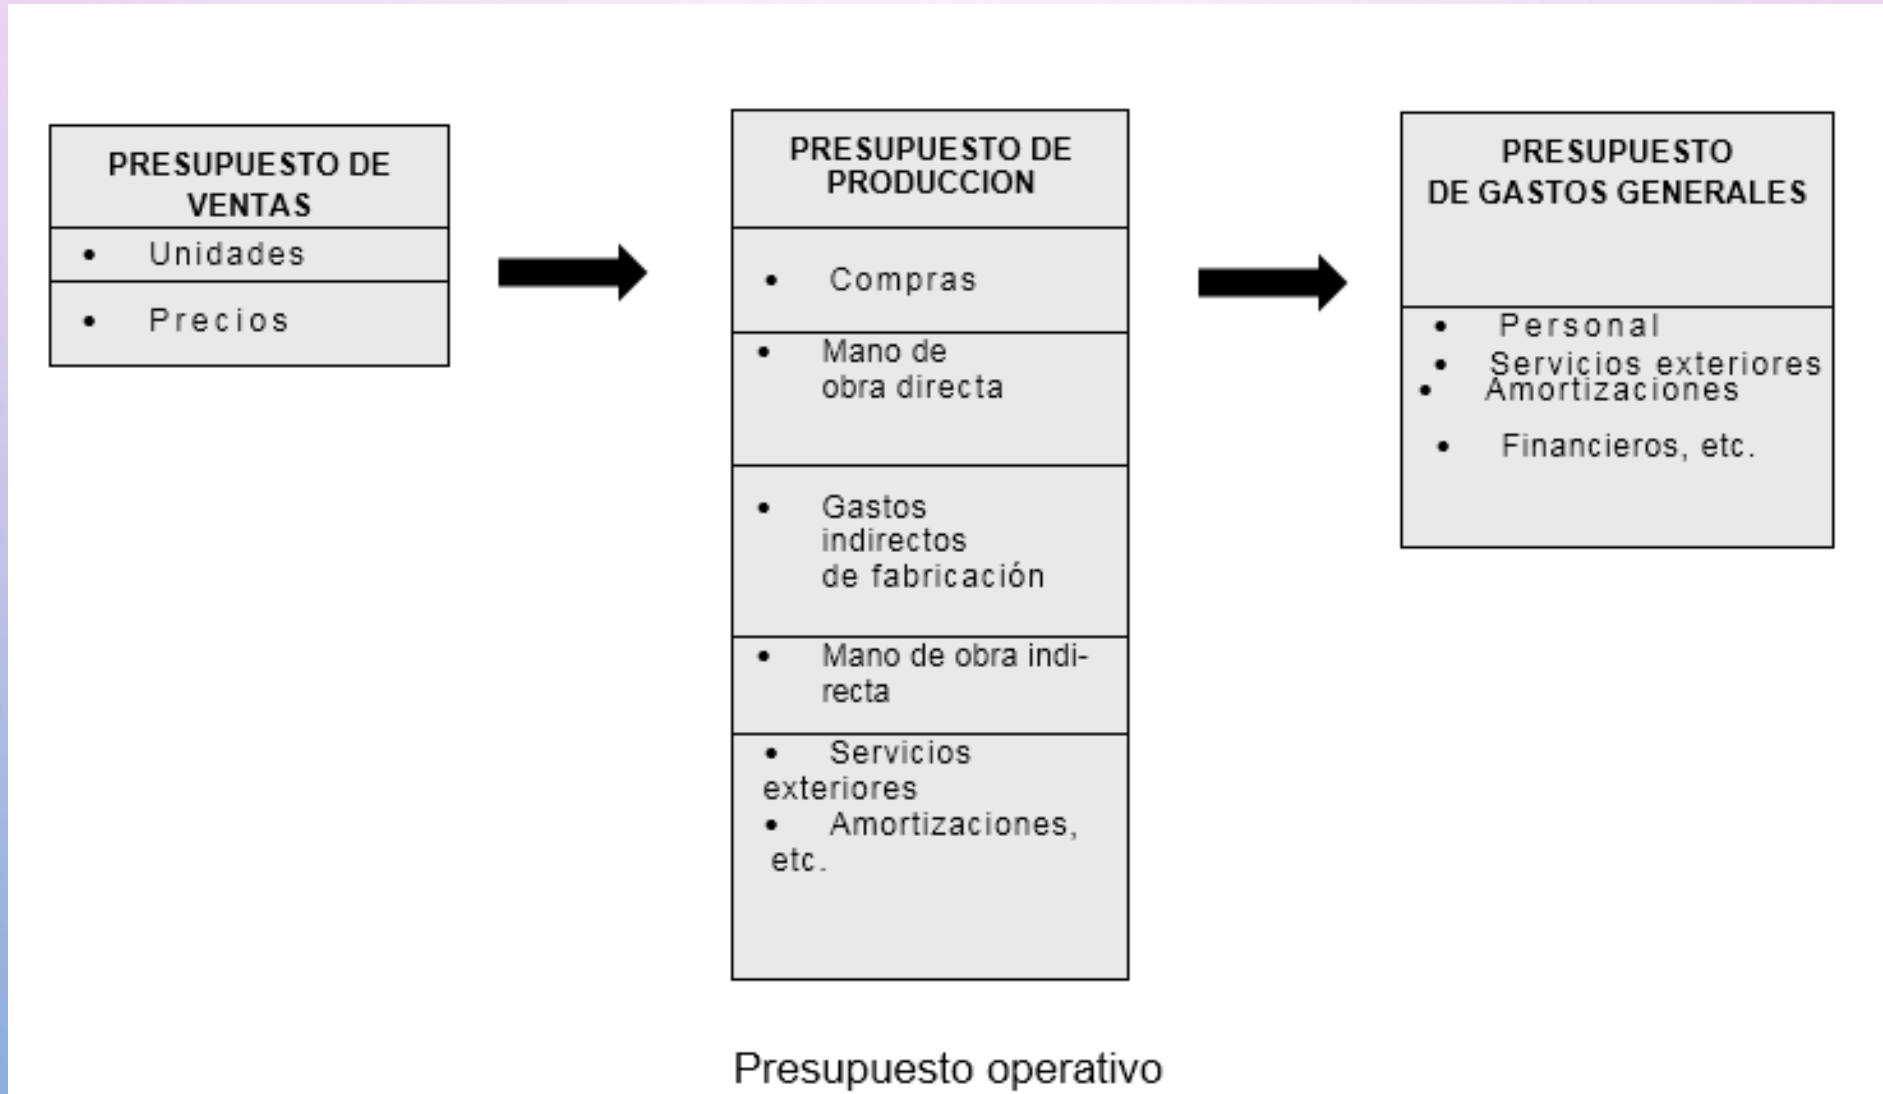 PRESUPUESTO DE
VENTAS
• Unidades
• Precios
PRESUPUESTO DE
PRODUCCION
• Compras
• Mano de
obra directa
• Gastos
indirectos
de fabricación
• Mano de obra indi-
recta
• Servicios
exteriores
• Amortizaciones,
etc.
PRESUPUESTO
DE GASTOS GENERALES
• Personal
• Servicios exteriores
• Amortizaciones
• Financieros, etc.
Presupuesto operativo